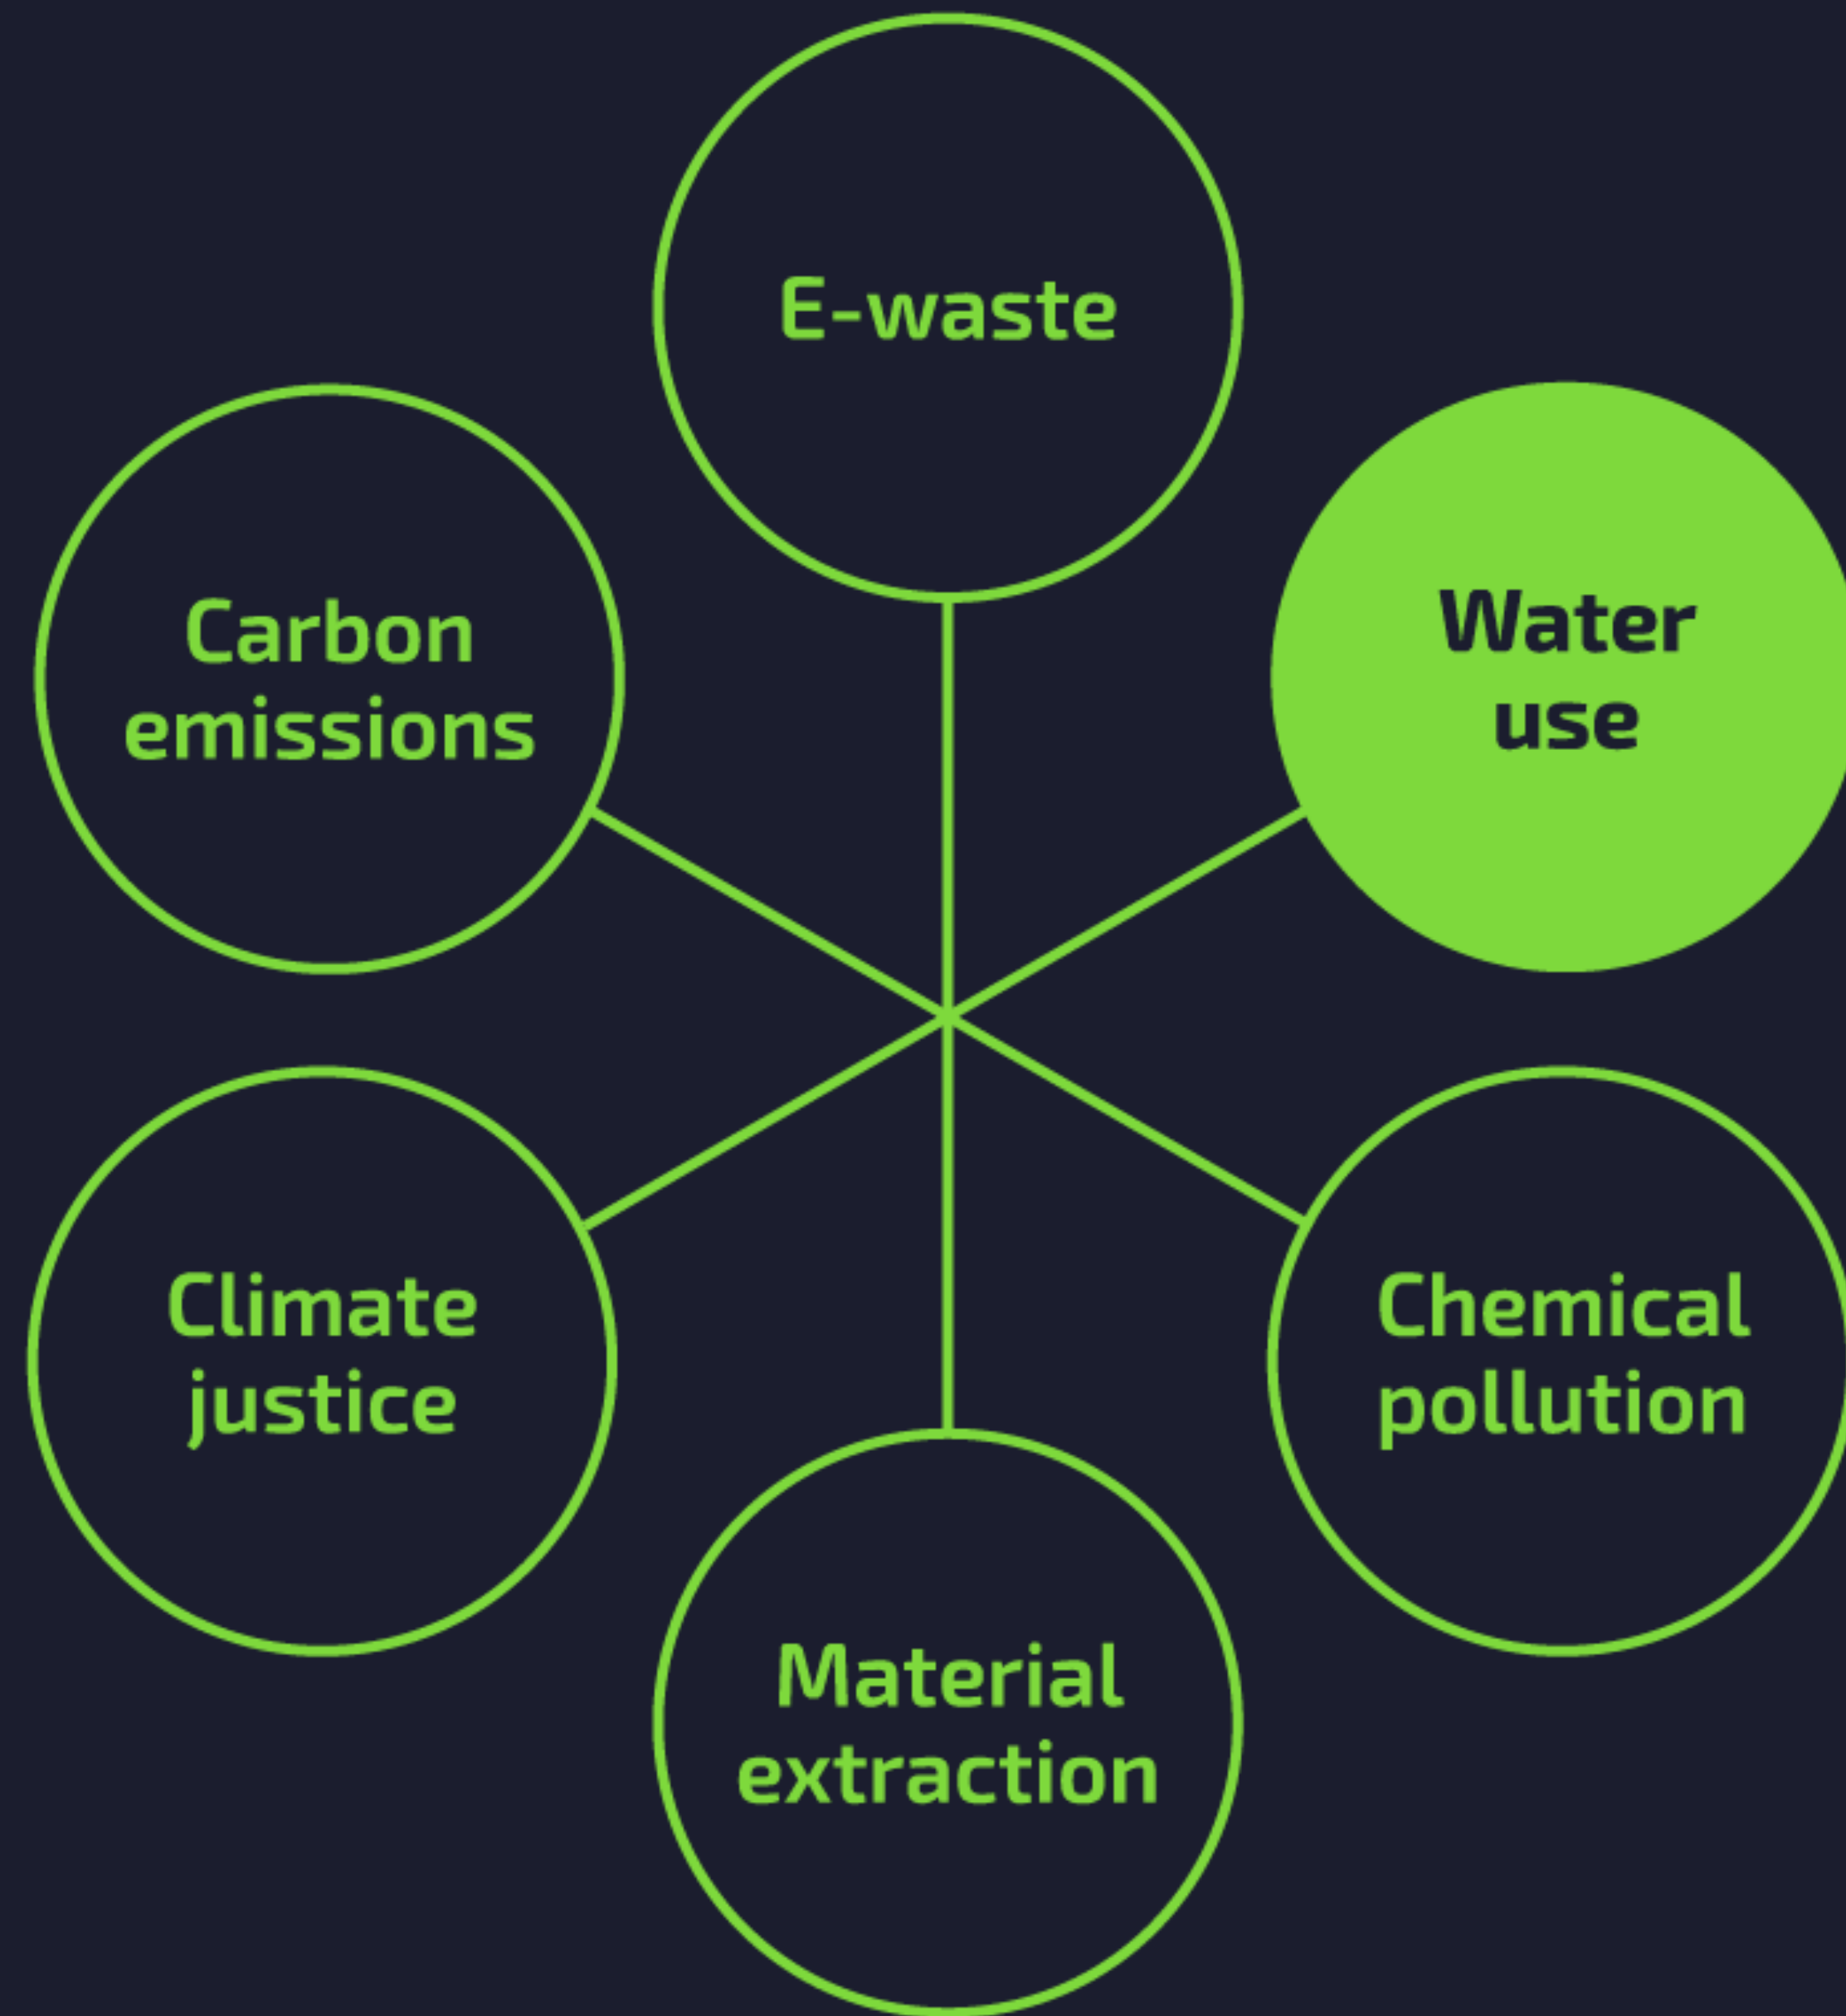 E-waste
Carbon
emissions
Water
use
Climate
justice
Chemical
pollution
Material
extraction